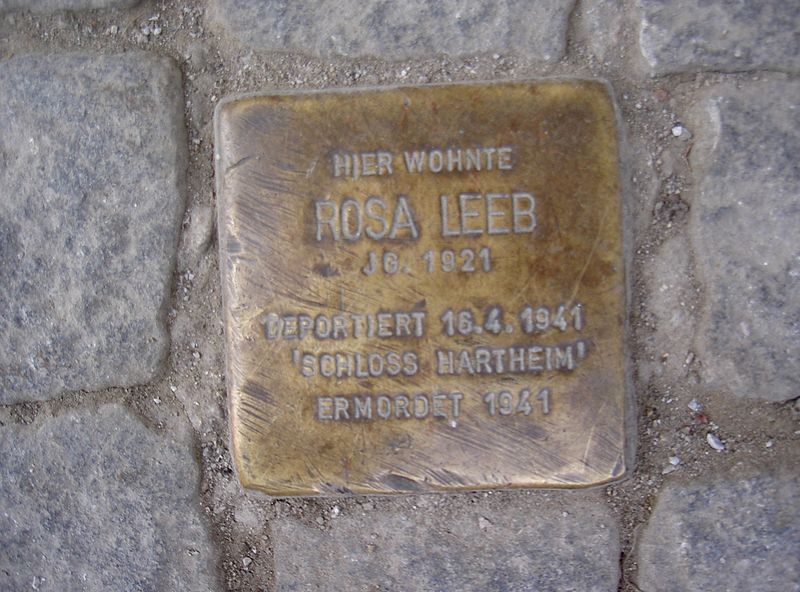 HIER WOHNTE
ROSA LEEB
JG. 1921
DEPORTIERT 16.4.1941
'SCHLOSS HARTHEIM'
ERMORDET 1941